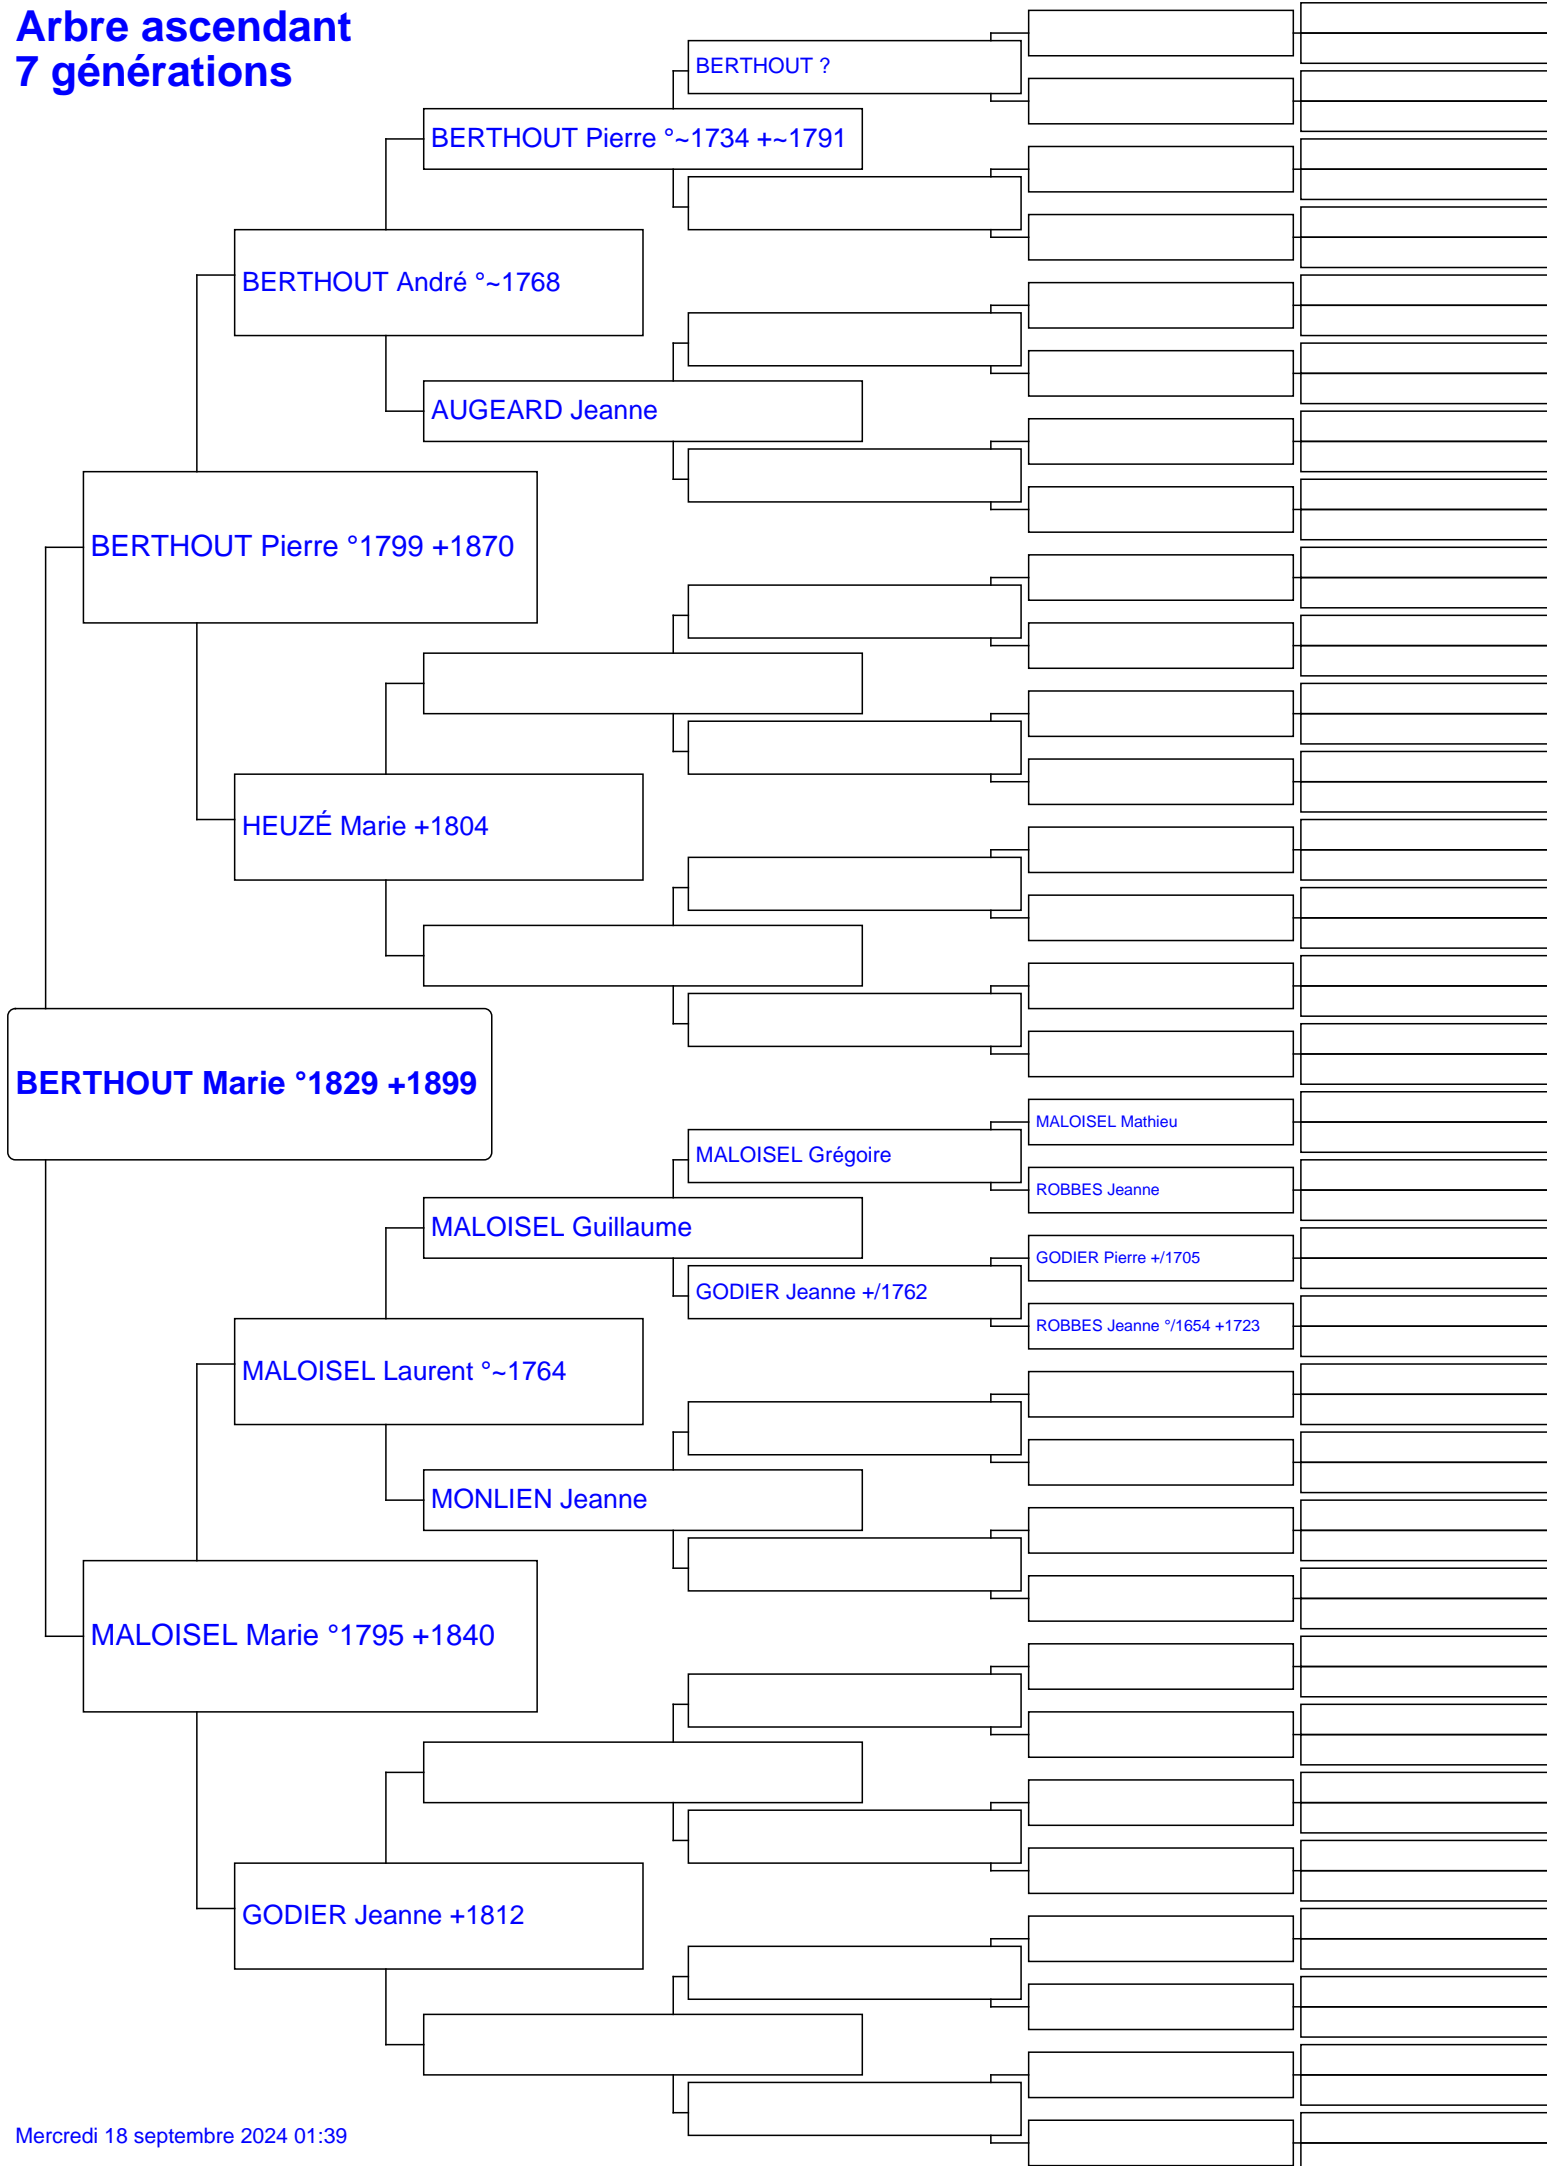 Arbre ascendant
7 générations
BERTHOUT ?
BERTHOUT Pierre °~1734 +~1791
BERTHOUT André °~1768
AUGEARD Jeanne
BERTHOUT Pierre °1799 +1870
HEUZÉ Marie +1804
BERTHOUT Marie °1829 +1899
MALOISEL Mathieu
MALOISEL Grégoire
ROBBES Jeanne
MALOISEL Guillaume
GODIER Pierre +/1705
GODIER Jeanne +/1762
ROBBES Jeanne °/1654 +1723
MALOISEL Laurent °~1764
MONLIEN Jeanne
MALOISEL Marie °1795 +1840
GODIER Jeanne +1812
Mercredi 18 septembre 2024 01:39